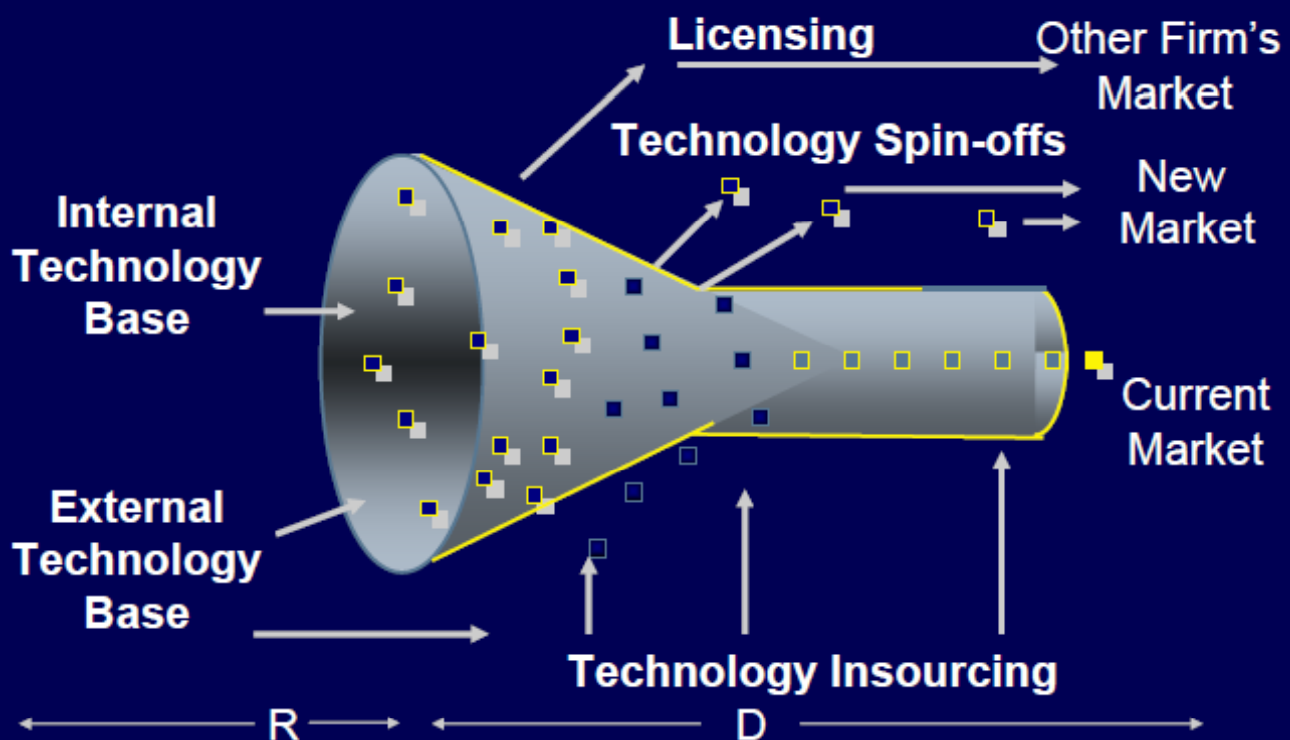 Licensing
Other Firm's
Market
Technology Spin-offs
New
Market
Internal
Technology
Base
Current
Market
External
Technology
Base
Technology Insourcing
R
D